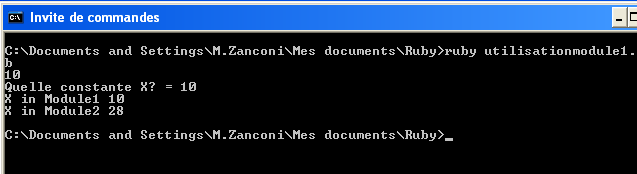 Invite de commandes
C:\Documents and Settings\M.Zanconi\Mes documents\Ruby>ruby utilisationmodule1.
b
10
Quelle constante X? = 10
X in Module1 10
X in Module2 28
C:\Documents and Settings\M.Zanconi\Mes documents\Ruby>_